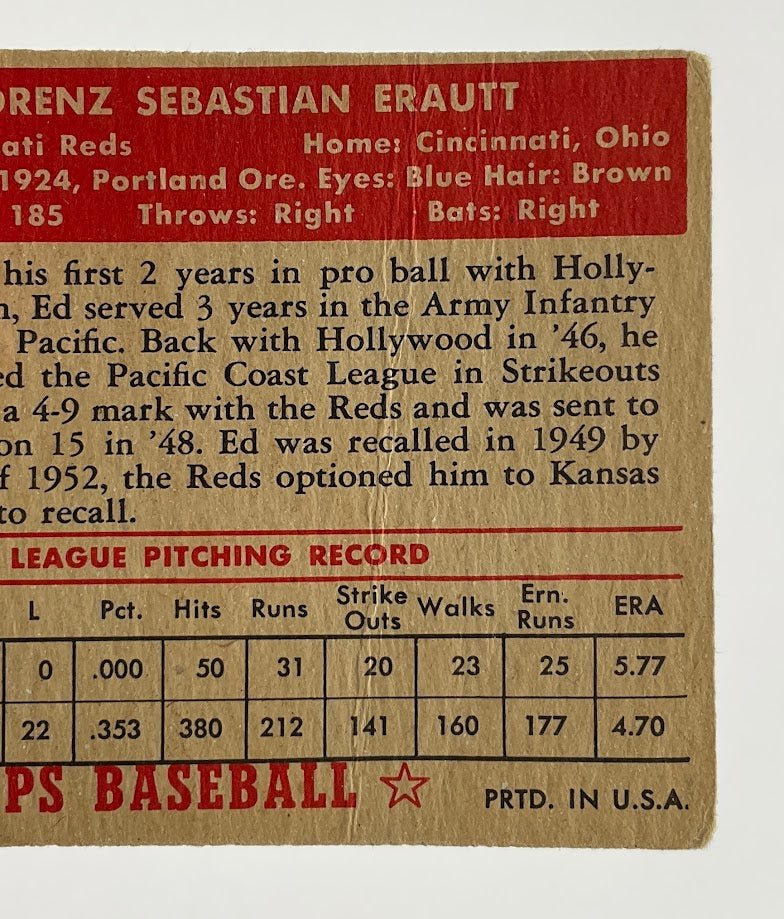 ORENZ SEBASTIAN ERAUTT
ati Reds Home: Cincinnati, Ohio
1924, Portland Ore. Eyes: Blue Hair: Brown
185 Throws: Right Bats: Right
his first 2 years in pro ball with Holly-
n, Ed served 3 years in the Army Infantry
Pacific. Back with Hollywood in '46, he
ed the Pacific Coast League in Strikeouts
a 4-9 mark with the Reds and was sent to
on 15 in '48. Ed was recalled in 1949 by
f 1952, the Reds optioned him to Kansas
to recall.
LEAGUE PITCHING RECORD
L Pct. Hits Runs Strike Outs Walks Ern. Runs ERA
0 .000 50 31 20 23 25 5.77
22 .353 380 212 141 160 177 4.70
PS BASEBALL PRTD. IN U.S.A.